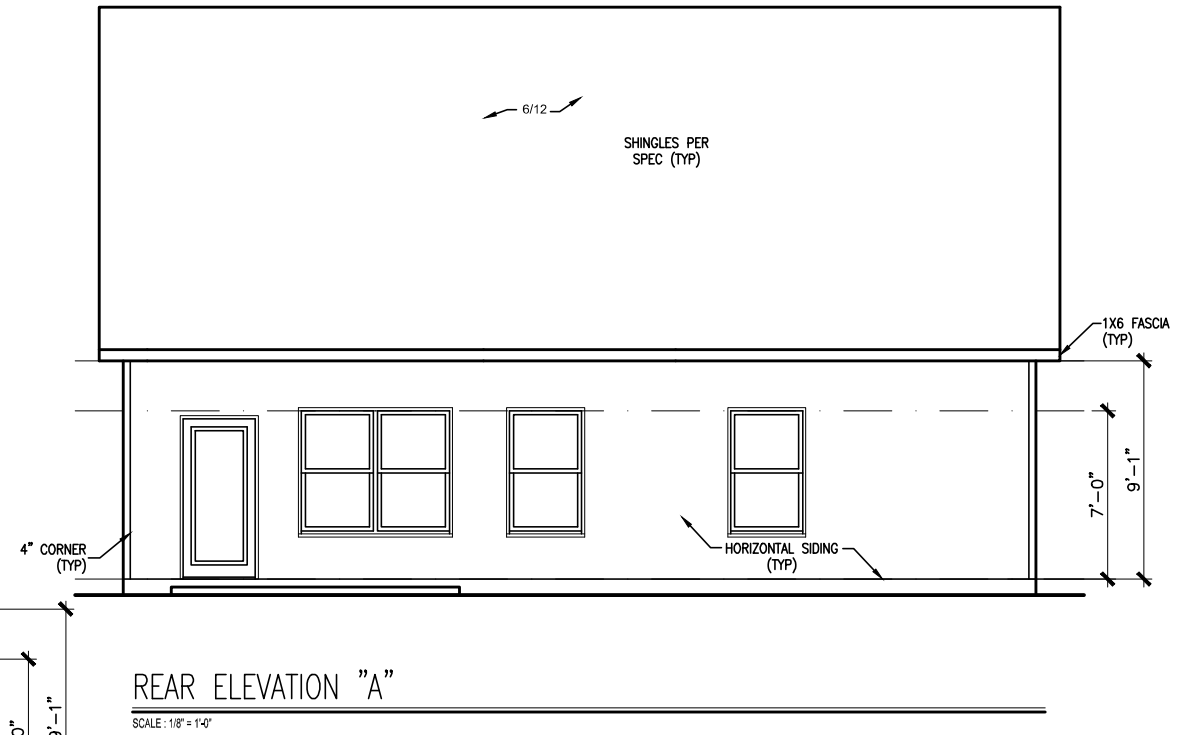 6/12
SHINGLES PER
SPEC (TYP)
1X6 FASCIA
(TYP)
7'-0"
9'-1"
4" CORNER
(TYP)
HORIZONTAL SIDING
(TYP)
9'-1"
0"
REAR ELEVATION "A"
SCALE : 1/8" = 1'-0"